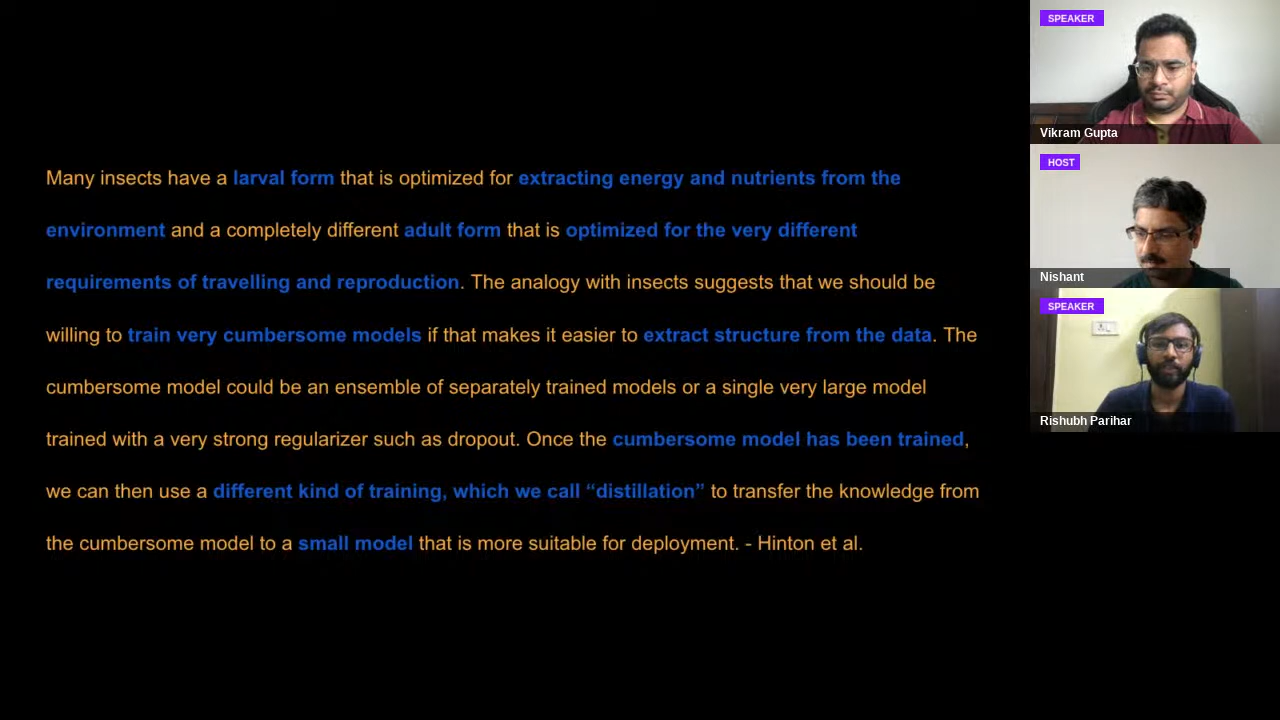 Many insects have a larval form that is optimized for extracting energy and nutrients from the
environment and a completely different adult form that is optimized for the very different
requirements of travelling and reproduction. The analogy with insects suggests that we should be
willing to train very cumbersome models if that makes it easier to extract structure from the data. The
cumbersome model could be an ensemble of separately trained models or a single very large model
trained with a very strong regularizer such as dropout. Once the cumbersome model has been trained,
we can then use a different kind of training, which we call “distillation” to transfer the knowledge from
the cumbersome model to a small model that is more suitable for deployment. - Hinton et al.
SPEAKER
Vikram Gupta
HOST
Nishant
SPEAKER
Rishubh Parihar